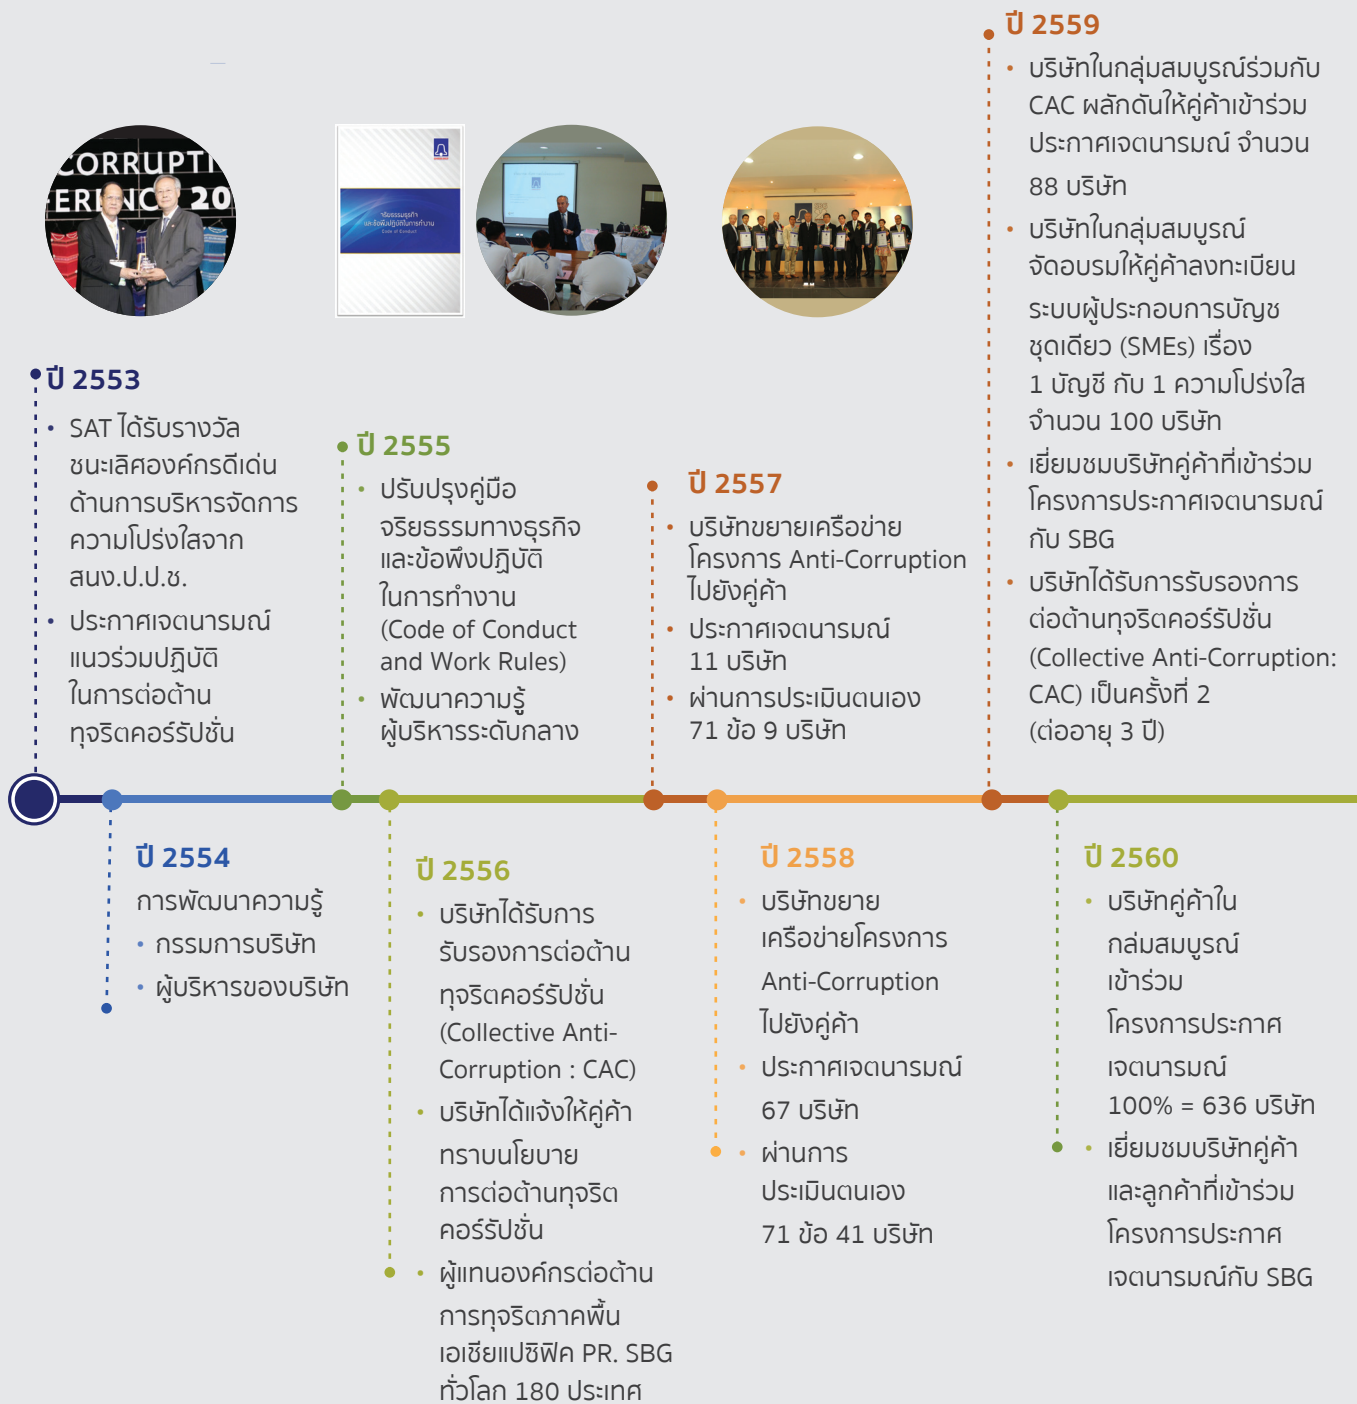 CORRUPTI
FERENC 20
จริยธรรมธุรกิจ
และข้อพึงปฏิบัติในการทำงาน
Code of Conduct
ปี 2553
• SAT ได้รับรางวัล
ชนะเลิศองค์กรดีเด่น
ด้านการบริหารจัดการ
ความโปร่งใสจาก
สนง.ป.ป.ช.
• ประกาศเจตนารมณ์
แนวร่วมปฏิบัติ
ในการต่อต้าน
ทุจริตคอร์รัปชั่น
ปี 2554
การพัฒนาความรู้
• กรรมการบริษัท
• ผู้บริหารของบริษัท
ปี 2555
• ปรับปรุงคู่มือ
จริยธรรมทางธุรกิจ
และข้อพึงปฏิบัติ
ในการทำงาน
(Code of Conduct
and Work Rules)
• พัฒนาความรู้
ผู้บริหารระดับกลาง
ปี 2556
• บริษัทได้รับการ
รับรองการต่อต้าน
ทุจริตคอร์รัปชั่น
(Collective Anti-
Corruption : CAC)
• บริษัทได้แจ้งให้คู่ค้า
ทราบนโยบาย
การต่อต้านทุจริต
คอร์รัปชั่น
• ผู้แทนองค์กรต่อต้าน
การทุจริตภาคพื้น
เอเชียแปซิฟิค PR. SBG
ทั่วโลก 180 ประเทศ
ปี 2557
• บริษัทขยายเครือข่าย
โครงการ Anti-Corruption
ไปยังคู่ค้า
• ประกาศเจตนารมณ์
11 บริษัท
• ผ่านการประเมินตนเอง
71 ข้อ 9 บริษัท
ปี 2558
• บริษัทขยาย
เครือข่ายโครงการ
Anti-Corruption
ไปยังคู่ค้า
• ประกาศเจตนารมณ์
67 บริษัท
• ผ่านการ
ประเมินตนเอง
71 ข้อ 41 บริษัท
ปี 2559
• บริษัทในกลุ่มสมบูรณ์ร่วมกับ
CAC ผลักดันให้คู่ค้าเข้าร่วม
ประกาศเจตนารมณ์ จำนวน
88 บริษัท
• บริษัทในกลุ่มสมบูรณ์
จัดอบรมให้คู่ค้าลงทะเบียน
ระบบผู้ประกอบการบัญช
ชุดเดียว (SMEs) เรื่อง
1 บัญชี กับ 1 ความโปร่งใส
จำนวน 100 บริษัท
• เยี่ยมชมบริษัทคู่ค้าที่เข้าร่วม
โครงการประกาศเจตนารมณ์
กับ SBG
• บริษัทได้รับการรับรองการ
ต่อต้านทุจริตคอร์รัปชั่น
(Collective Anti-Corruption:
CAC) เป็นครั้งที่ 2
(ต่ออายุ 3 ปี)
ปี 2560
• บริษัทคู่ค้าใน
กล่มสมบูรณ์
เข้าร่วม
โครงการประกาศ
เจตนารมณ์
100% = 636 บริษัท
• เยี่ยมชมบริษัทคู่ค้า
และลูกค้าที่เข้าร่วม
โครงการประกาศ
เจตนารมณ์กับ SBG